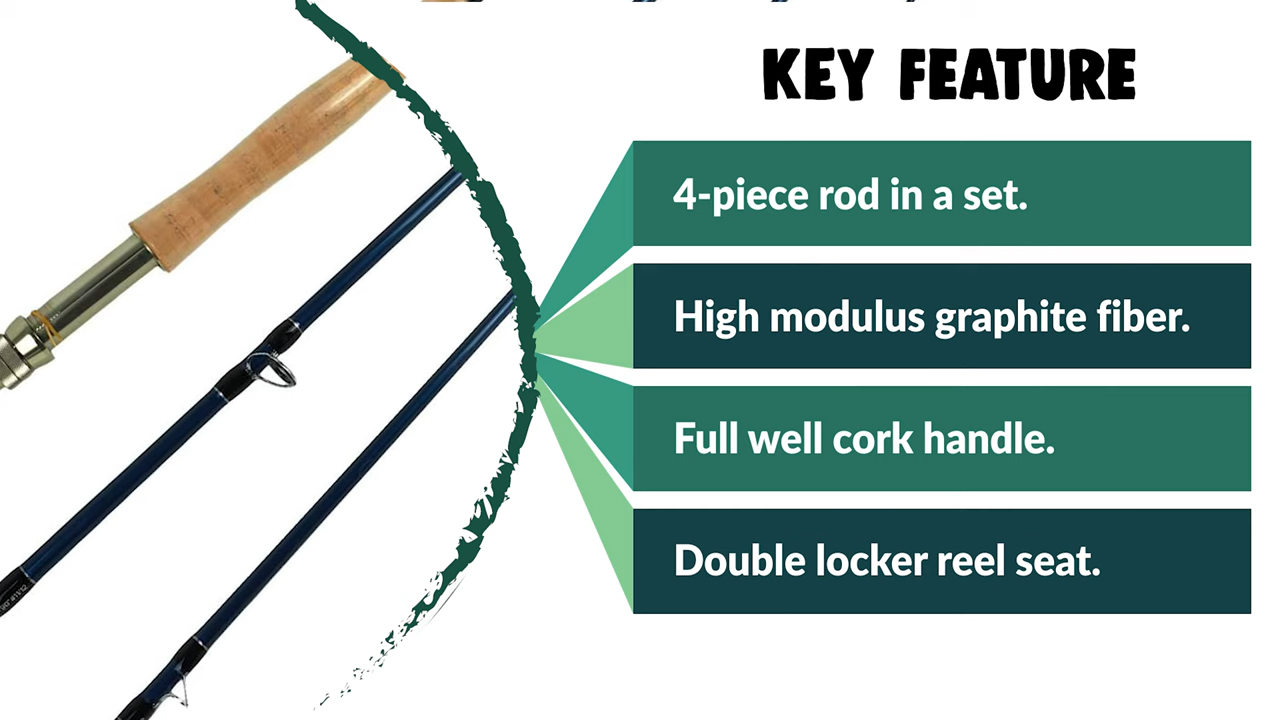 KEY FEATURE
4-piece rod in a set.
High modulus graphite fiber.
Full well cork handle.
Double locker reel seat.